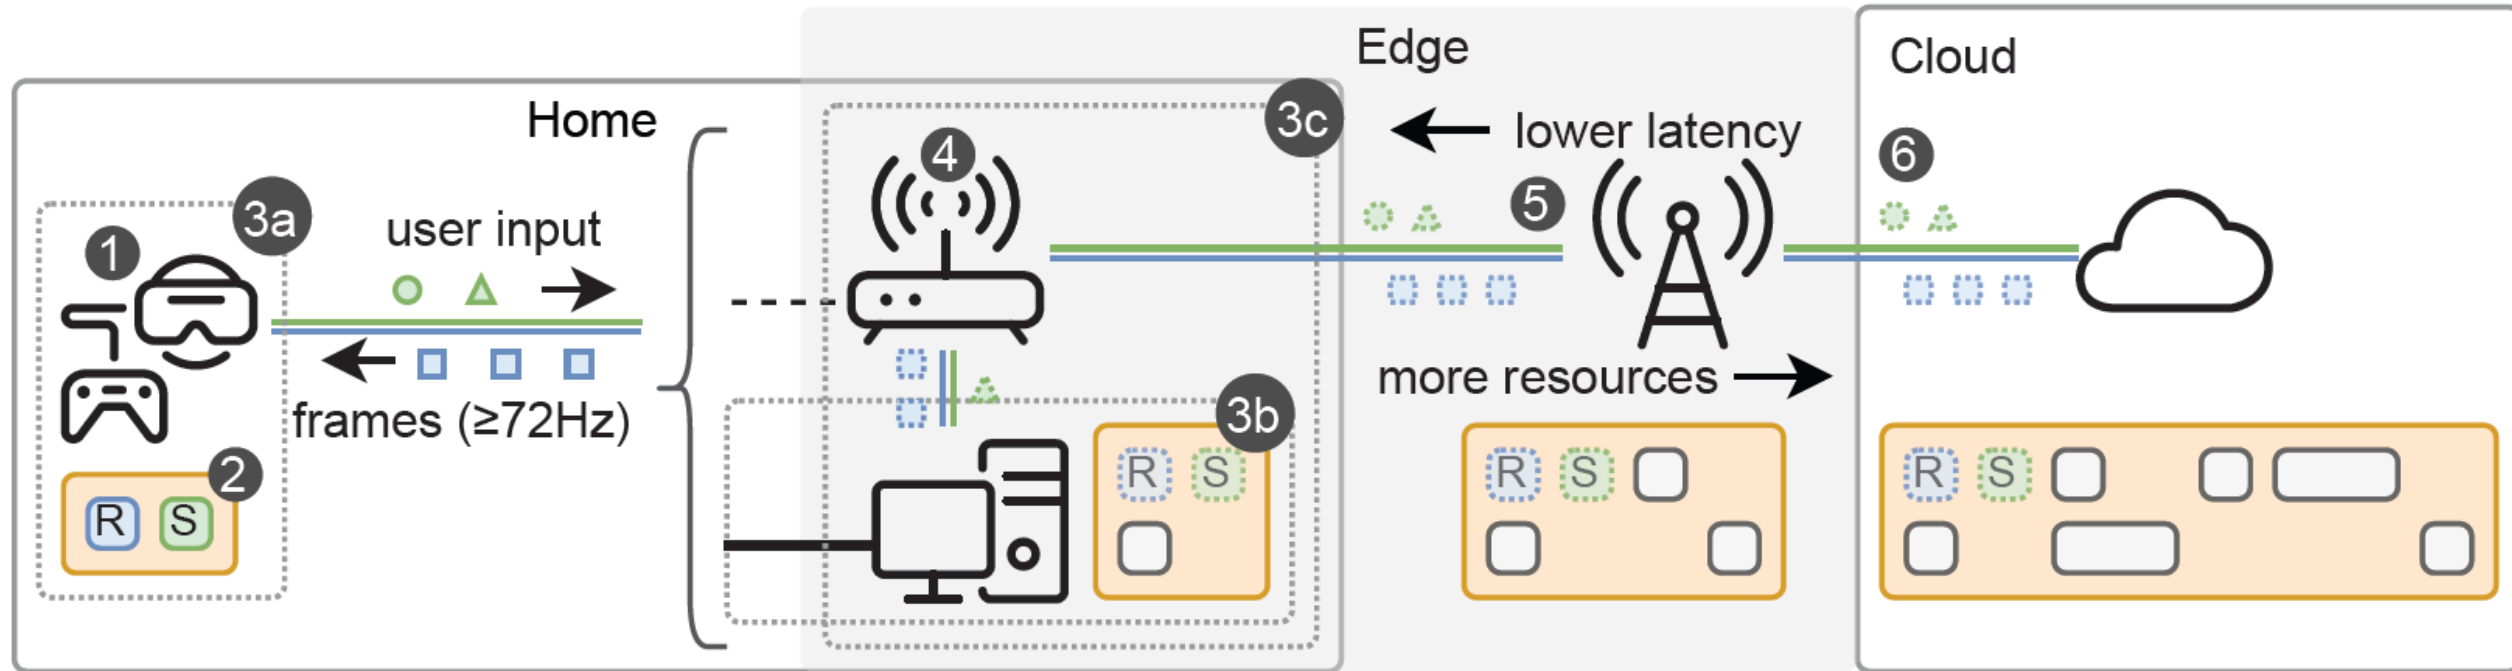 Edge
Cloud
Home
3c
lower latency
4
6
3a
user input
5
1
more resources
frames (≥72Hz)
3b
2
R S
R S
R S
R S